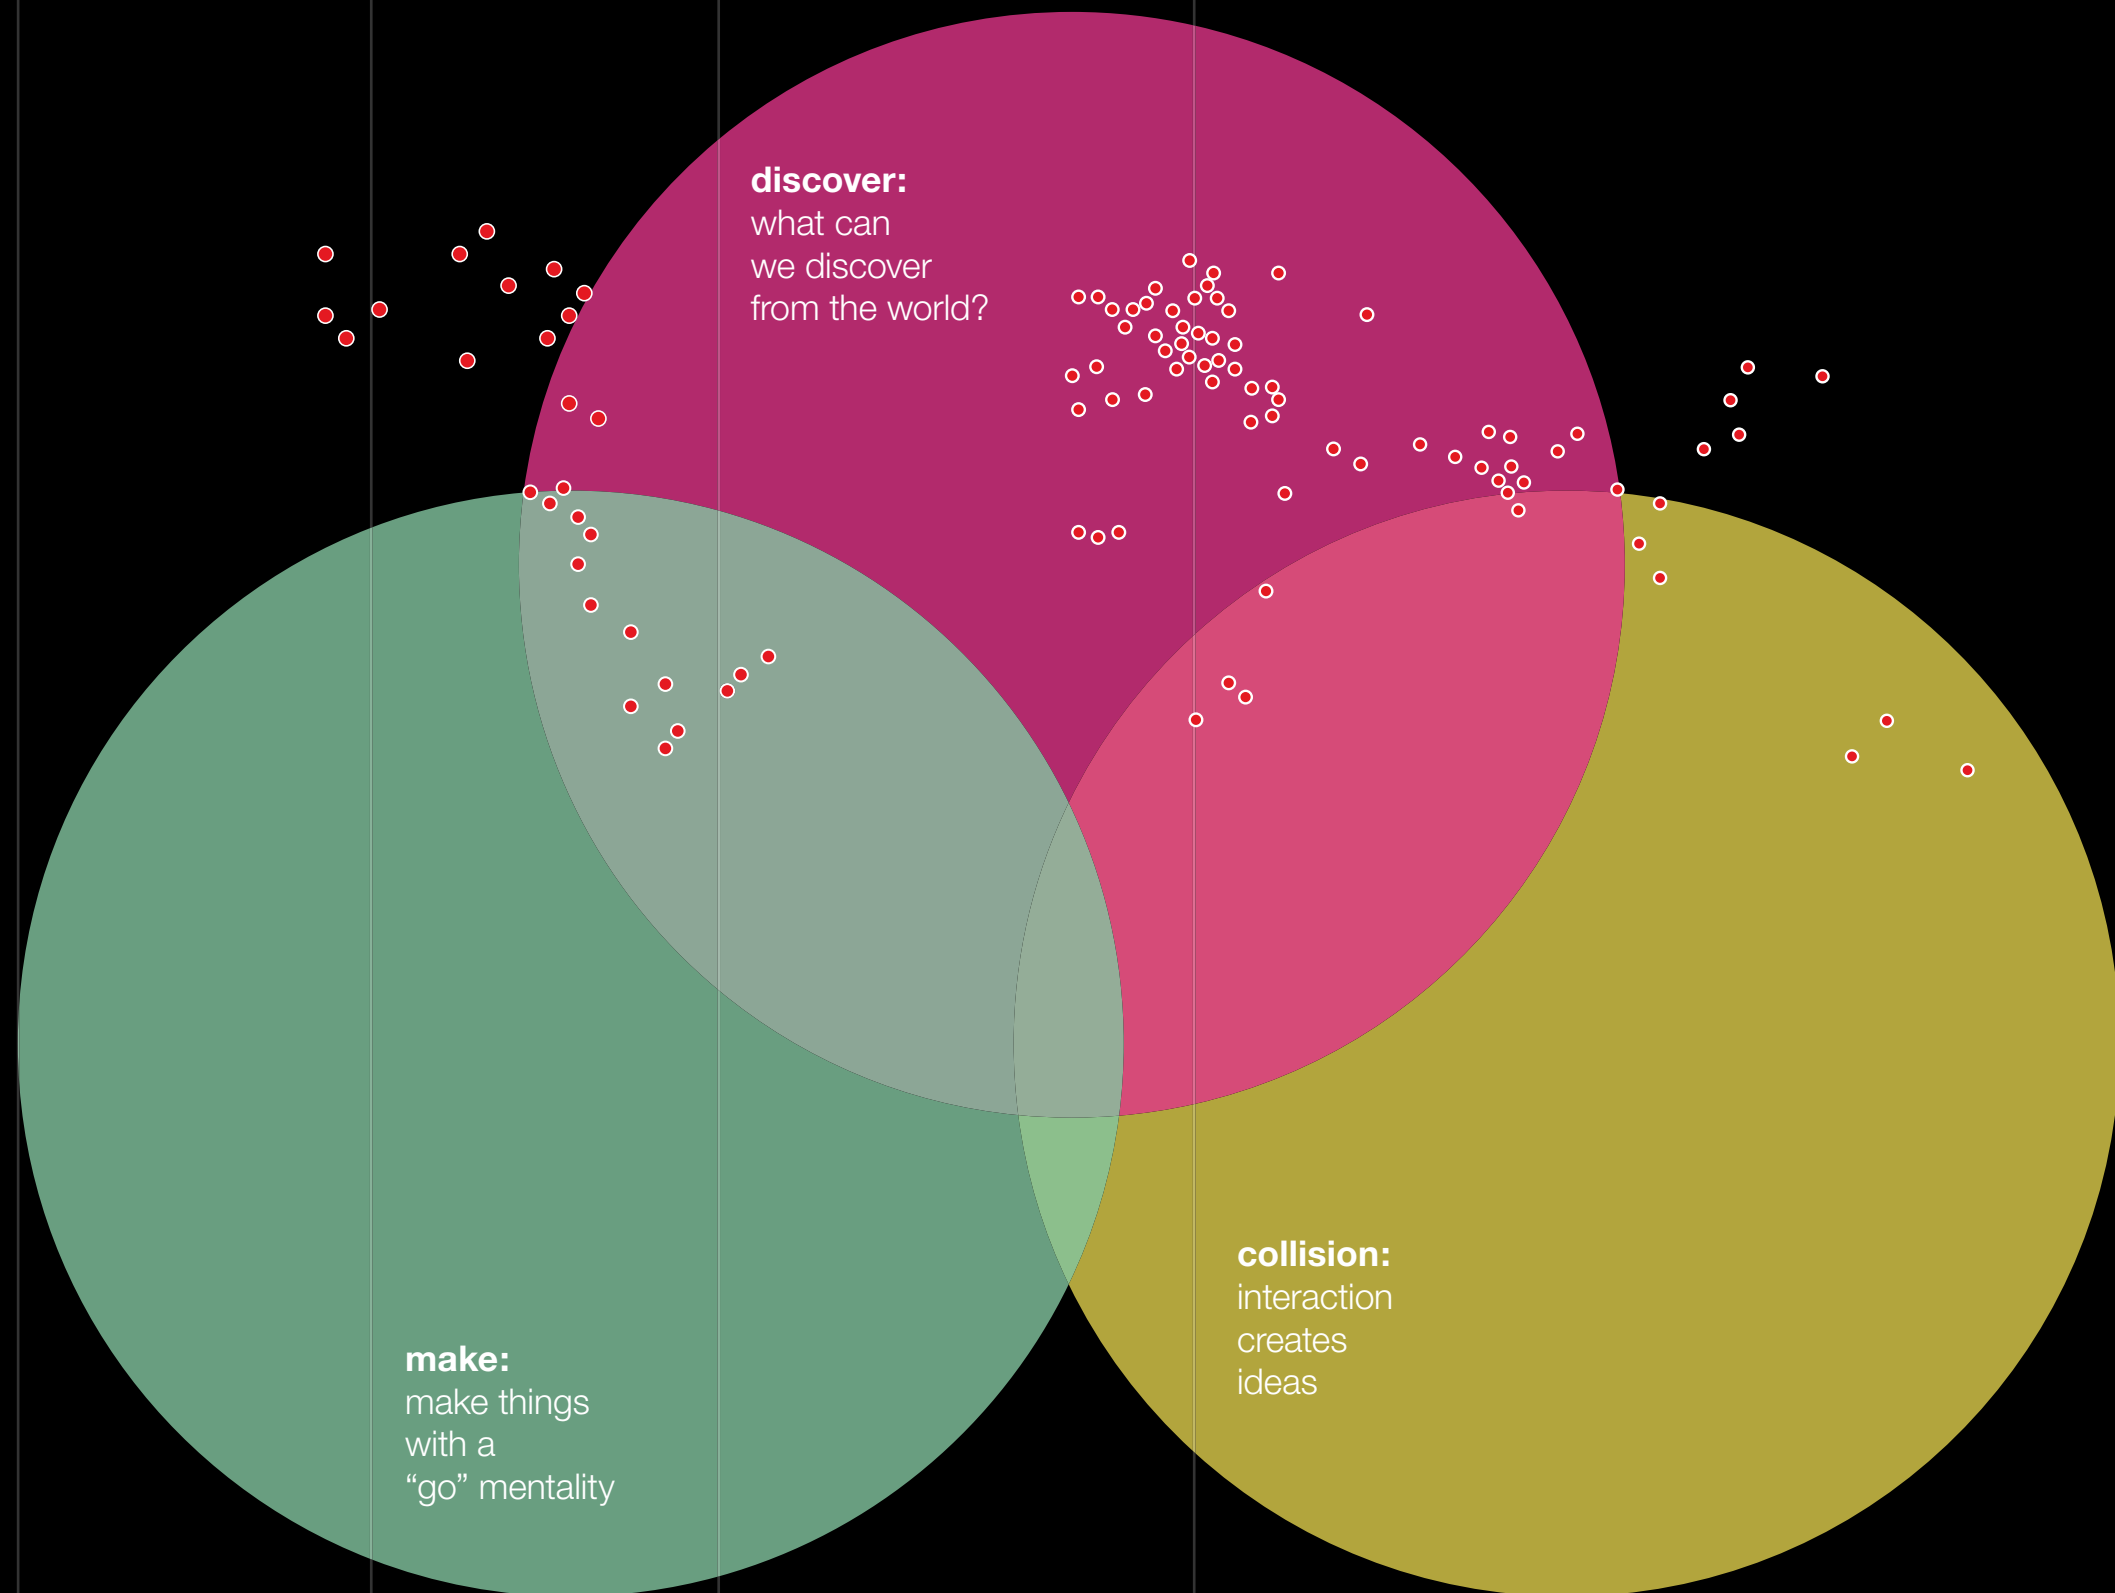 discover:
what can
we discover
from the world?
collision:
interaction
creates
ideas
make:
make things
with a
“go” mentality